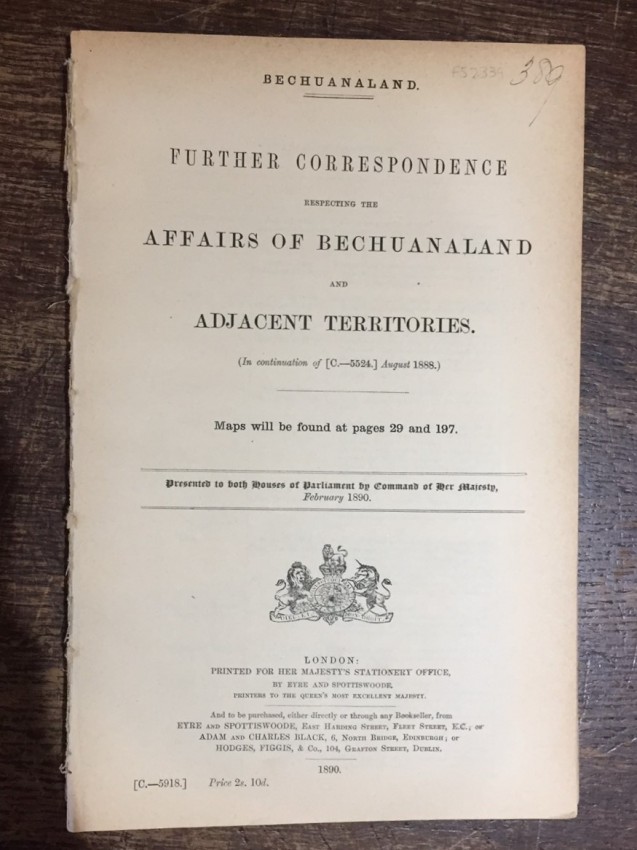 BECHUANALAND.
389
FURTHER CORRESPONDENCE
RESPECTING THE
AFFAIRS OF BECHUANALAND
AND
ADJACENT TERRITORIES.
(In continuation of [C.—5524.] August 1888.)
Maps will be found at pages 29 and 197.
Presented to both Houses of Parliament by Command of Her Majesty,
February 1890.
LONDON:
PRINTED FOR HER MAJESTY'S STATIONERY OFFICE,
BY EYRE AND SPOTTISWOODE,
PRINTERS TO THE QUEEN'S MOST EXCELLENT MAJESTY.
And to be purchased, either directly or through any Bookseller, from
EYRE AND SPOTTISWOODE, EAST HARDING STREET, FLEET STREET, E.C.; or
ADAM AND CHARLES BLACK, 6, NORTH BRIDGE, EDINBURGH; or
HODGES, FIGGIS, & Co., 104, GRAFTON STREET, DUBLIN.
1890.
[C.—5918.] Price 2s. 10d.